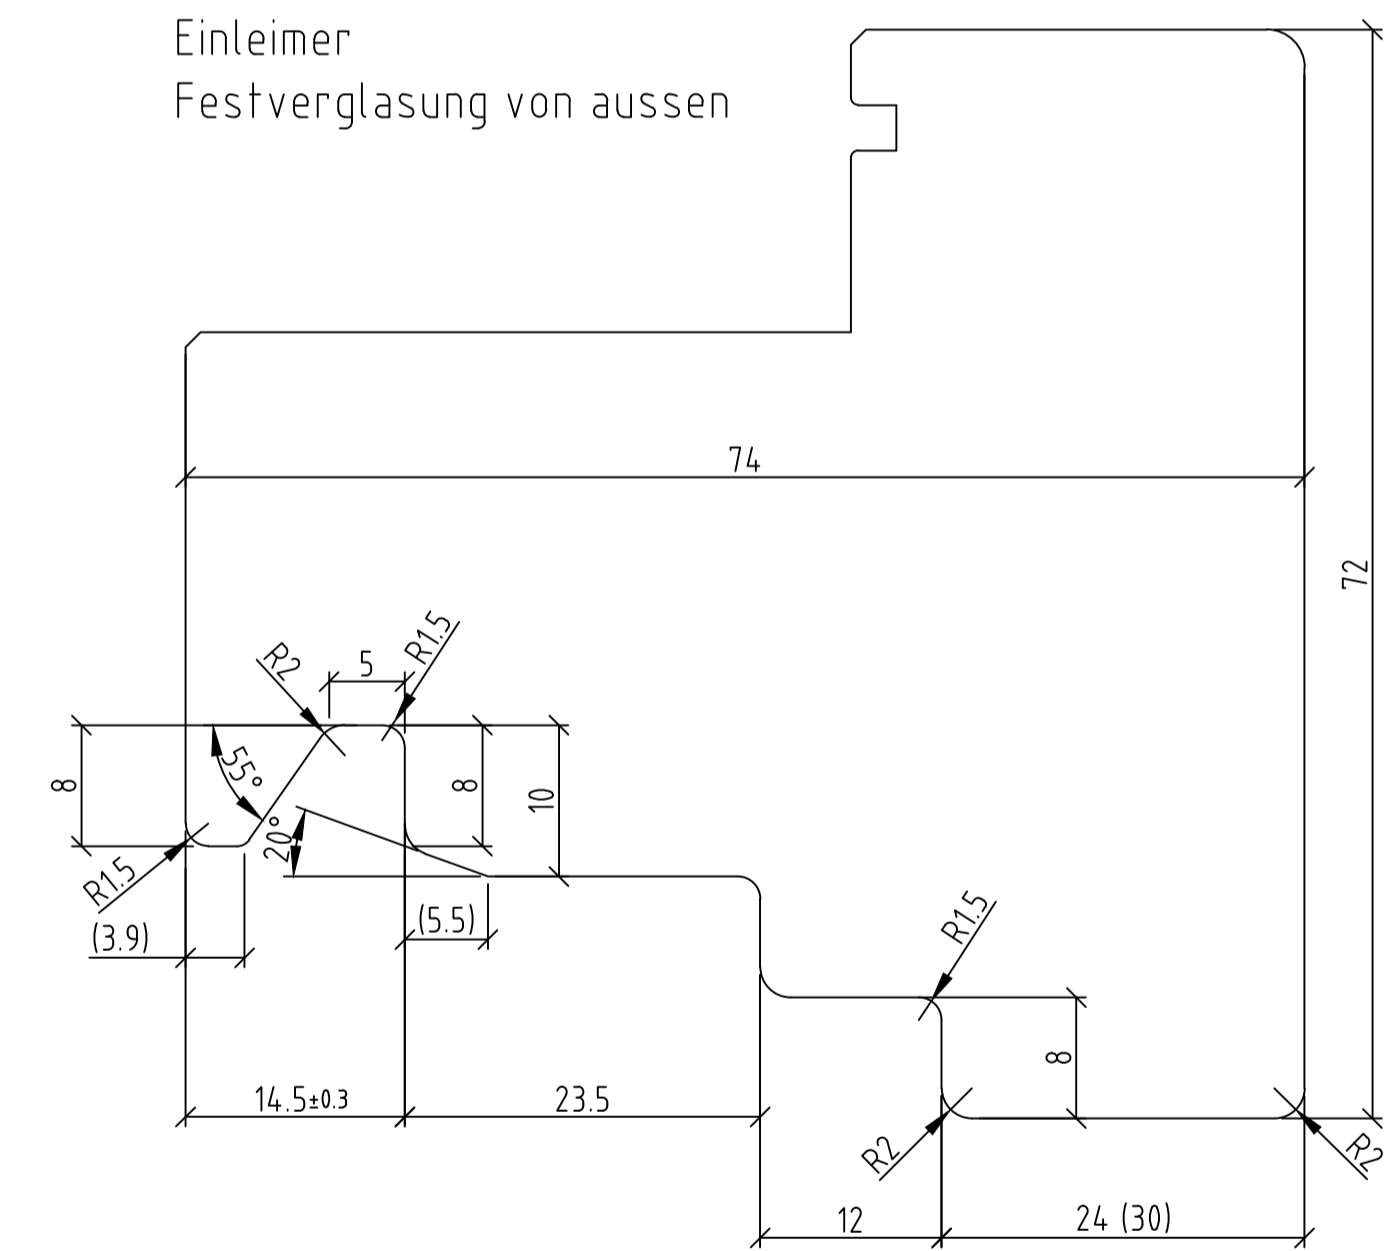 Einleimer
Festverglasung von aussen
74
72
R2
5
R1.5
8
55°
8
10
20°
R1.5
(3.9)
(5.5)
R1.5
8
14.5±0.3
23.5
R2
R2
12
24 (30)